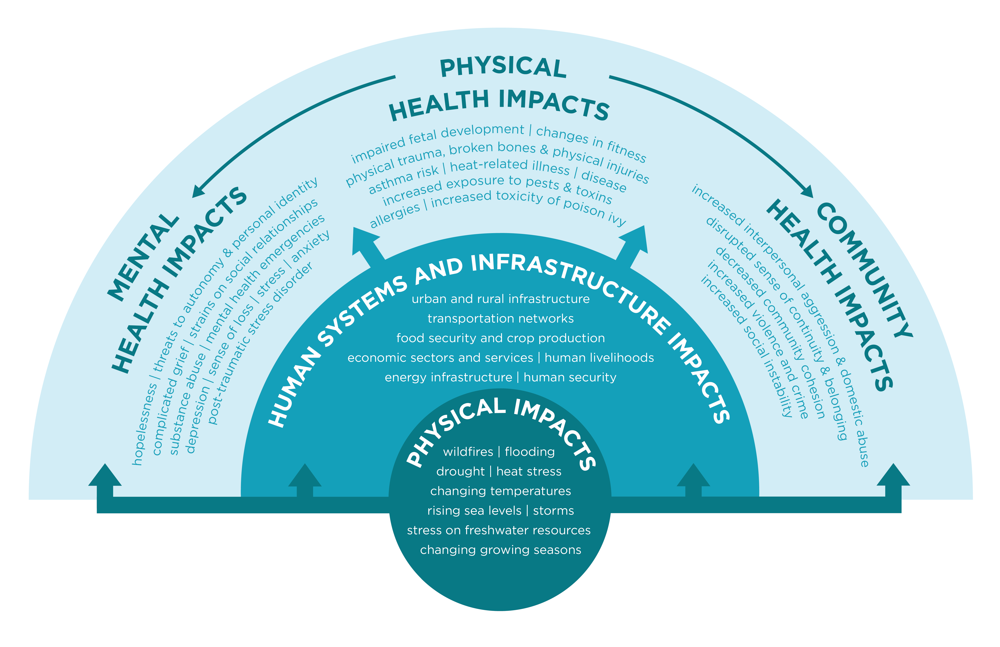 PHYSICAL
HEALTH IMPACTS
impaired fetal development | changes in fitness
physical trauma, broken bones & physical injuries
asthma risk | heat-related illness | disease
increased exposure to pests & toxins
allergies | increased toxicity of poison ivy
MENTAL
HEALTH IMPACTS
hopelessness | threats to autonomy & personal identity
complicated grief | strains on social relationships
substance abuse | mental health emergencies
depression | sense of loss | stress | anxiety
post-traumatic stress disorder
COMMUNITY
HEALTH IMPACTS
increased interpersonal aggression & domestic abuse
disrupted sense of continuity & belonging
decreased community cohesion
increased violence and crime
increased social instability
HUMAN SYSTEMS AND INFRASTRUCTURE IMPACTS
urban and rural infrastructure
transportation networks
food security and crop production
economic sectors and services | human livelihoods
energy infrastructure | human security
PHYSICAL IMPACTS
wildfires | flooding
drought | heat stress
changing temperatures
rising sea levels | storms
stress on freshwater resources
changing growing seasons